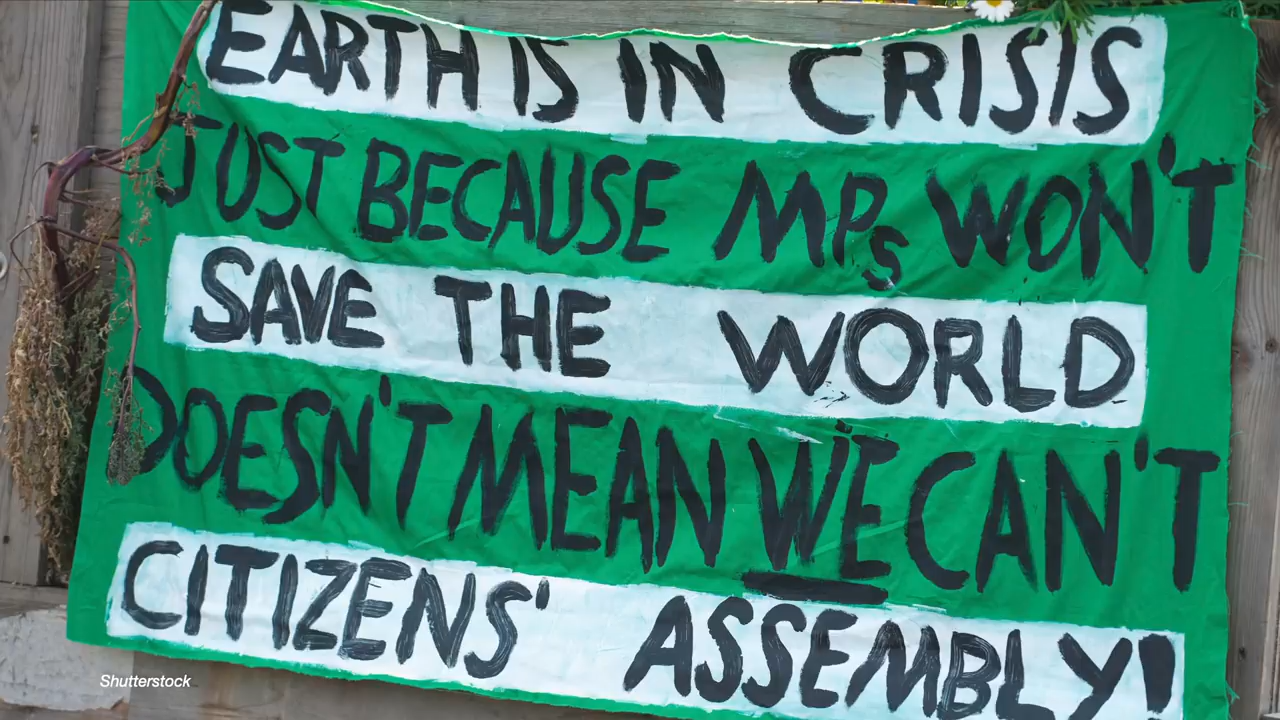 EARTH IS IN CRISIS
JUST BECAUSE MPs WON'T
SAVE THE WORLD
DOESN'T MEAN WE CAN'T
CITIZENS' ASSEMBLY!
Shutterstock